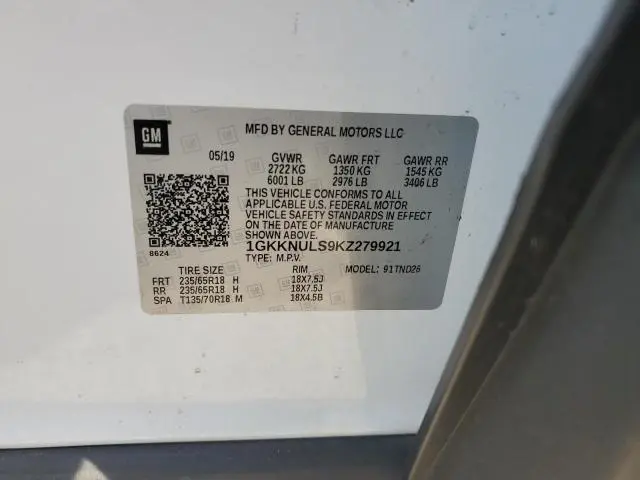 GM
MFD BY GENERAL MOTORS LLC
05/19 GVWR GAWR FRT GAWR RR
2722 KG 1350 KG 1545 KG
6001 LB 2976 LB 3406 LB
THIS VEHICLE CONFORMS TO ALL
APPLICABLE U.S. FEDERAL MOTOR
VEHICLE SAFETY STANDARDS IN EFFECT
ON THE DATE OF MANUFACTURE
SHOWN ABOVE.
8624 1GKKNULS9KZ279921
TYPE: M.P.V. MODEL: 91TND26
TIRE SIZE RIM
FRT 235/65R18 H 18X7.5J
RR 235/65R18 H 18X7.5J
SPA T135/70R18 M 18X4.5B